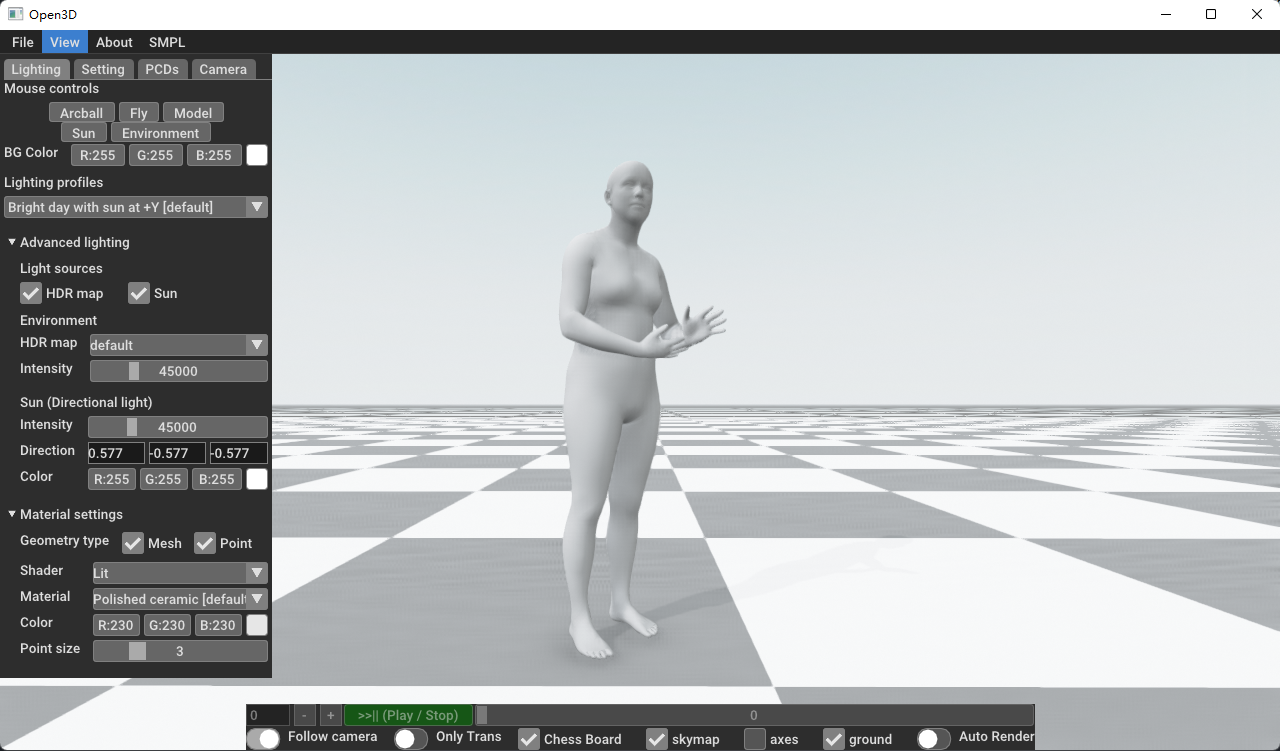 Open3D
File View About SMPL
Lighting Setting PCDs Camera
Mouse controls
Arcball Fly Model
Sun Environment
BG Color R:255 G:255 B:255
Lighting profiles
Bright day with sun at +Y [default]
Advanced lighting
Light sources
HDR map Sun
Environment
HDR map default
Intensity 45000
Sun (Directional light)
Intensity 45000
Direction 0.577 -0.577 -0.577
Color R:255 G:255 B:255
Material settings
Geometry type Mesh Point
Shader Lit
Material Polished ceramic [default
Color R:230 G:230 B:230
Point size 3
0 - + >>|| (Play / Stop) 0
Follow camera Only Trans Chess Board skymap axes ground Auto Render